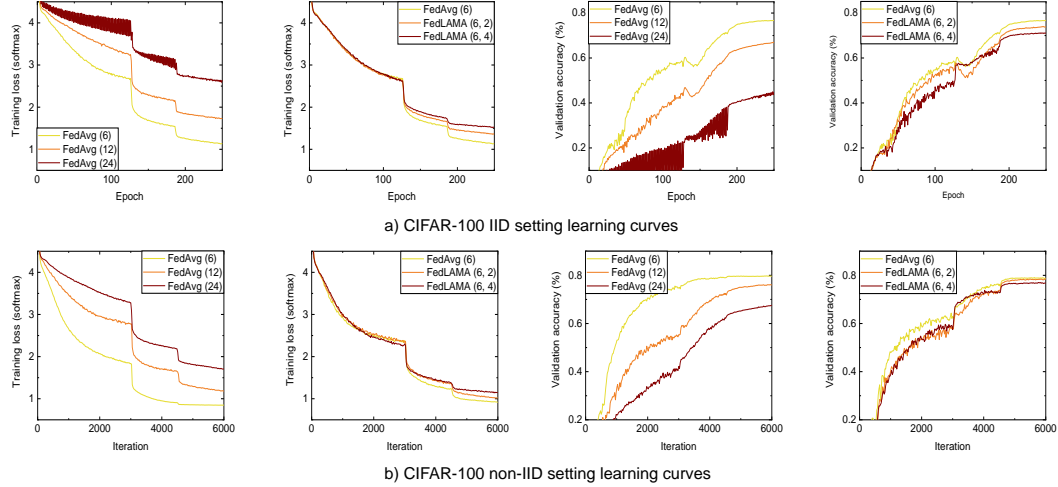 Training loss (softmax)
4
3
2
1
FedAvg (6)
FedAvg (12)
FedAvg (24)
0 100 200
Epoch
Training loss (softmax)
4
3
2
1
FedAvg (6)
FedLAMA (6, 2)
FedLAMA (6, 4)
0 100 200
Epoch
Validation accuracy (%)
0.8
0.6
0.4
0.2
FedAvg (6)
FedAvg (12)
FedAvg (24)
0 100 200
Epoch
Validation accuracy (%)
0.8
0.6
0.4
0.2
FedAvg (6)
FedLAMA (6, 2)
FedLAMA (6, 4)
0 100 200
Epoch
a) CIFAR-100 IID setting learning curves
Training loss (softmax)
4
3
2
1
FedAvg (6)
FedAvg (12)
FedAvg (24)
0 2000 4000 6000
Iteration
Training loss (softmax)
4
3
2
1
FedAvg (6)
FedLAMA (6, 2)
FedLAMA (6, 4)
0 2000 4000 6000
Iteration
Validation accuracy (%)
0.8
0.6
0.4
0.2
FedAvg (6)
FedAvg (12)
FedAvg (24)
0 2000 4000 6000
Iteration
Validation accuracy (%)
0.8
0.6
0.4
0.2
FedAvg (6)
FedLAMA (6, 2)
FedLAMA (6, 4)
0 2000 4000 6000
Iteration
b) CIFAR-100 non-IID setting learning curves